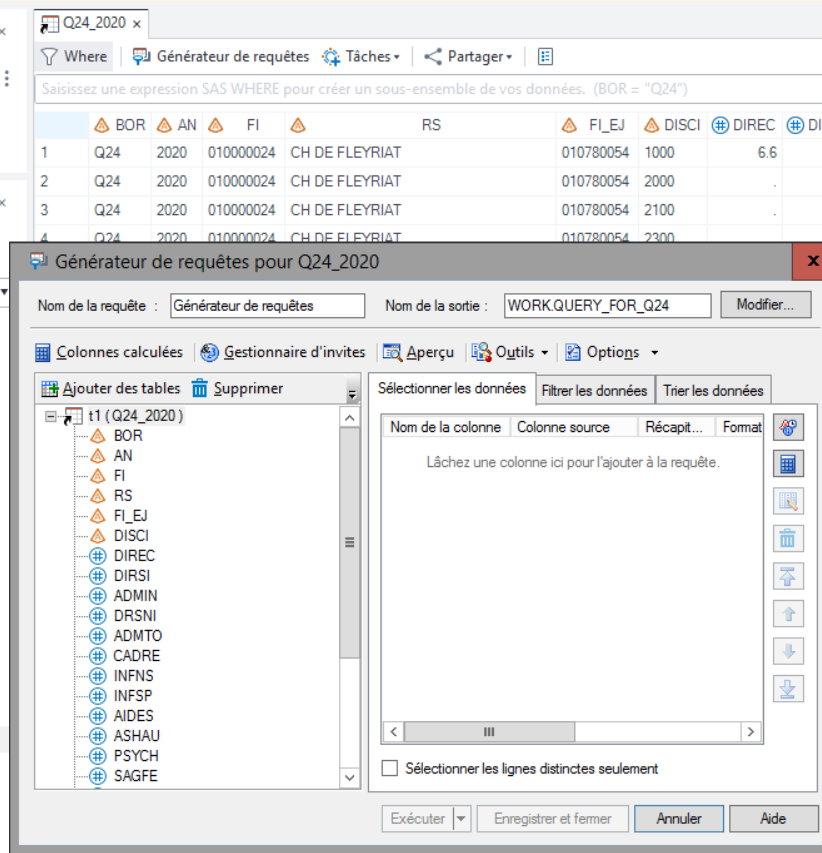 Q24_2020 ×
Where Générateur de requêtes Tâches Partager
Saisissez une expression SAS WHERE pour créer un sous-ensemble de vos données. (BOR = "Q24")
BOR AN FI RS FI_EJ DISCI DIREC DI
1 Q24 2020 010000024 CH DE FLEYRIAT 010780054 1000 6.6
2 Q24 2020 010000024 CH DE FLEYRIAT 010780054 2000 .
3 Q24 2020 010000024 CH DE FLEYRIAT 010780054 2100 .
4 Q24 2020 010000024 CH DE FLEYRIAT 010780054 2300
Générateur de requêtes pour Q24_2020 x
Nom de la requête : Générateur de requêtes Nom de la sortie : WORK.QUERY_FOR_Q24 Modifier...
Colonnes calculées Gestionnaire d'invites Aperçu Outils Options
Ajouter des tables Supprimer
Sélectionner les données Filtrer les données Trier les données
t1 (Q24_2020)
BOR
AN
FI
RS
FI_EJ
DISCI
DIREC
DIRSI
ADMIN
DRSNI
ADMTO
CADRE
INFNS
INFSP
AIDES
ASHAU
PSYCH
SAGFE
Nom de la colonne Colonne source Récapit... Format
Lâchez une colonne ici pour l'ajouter à la requête.
Sélectionner les lignes distinctes seulement
Exécuter Enregistrer et fermer Annuler Aide